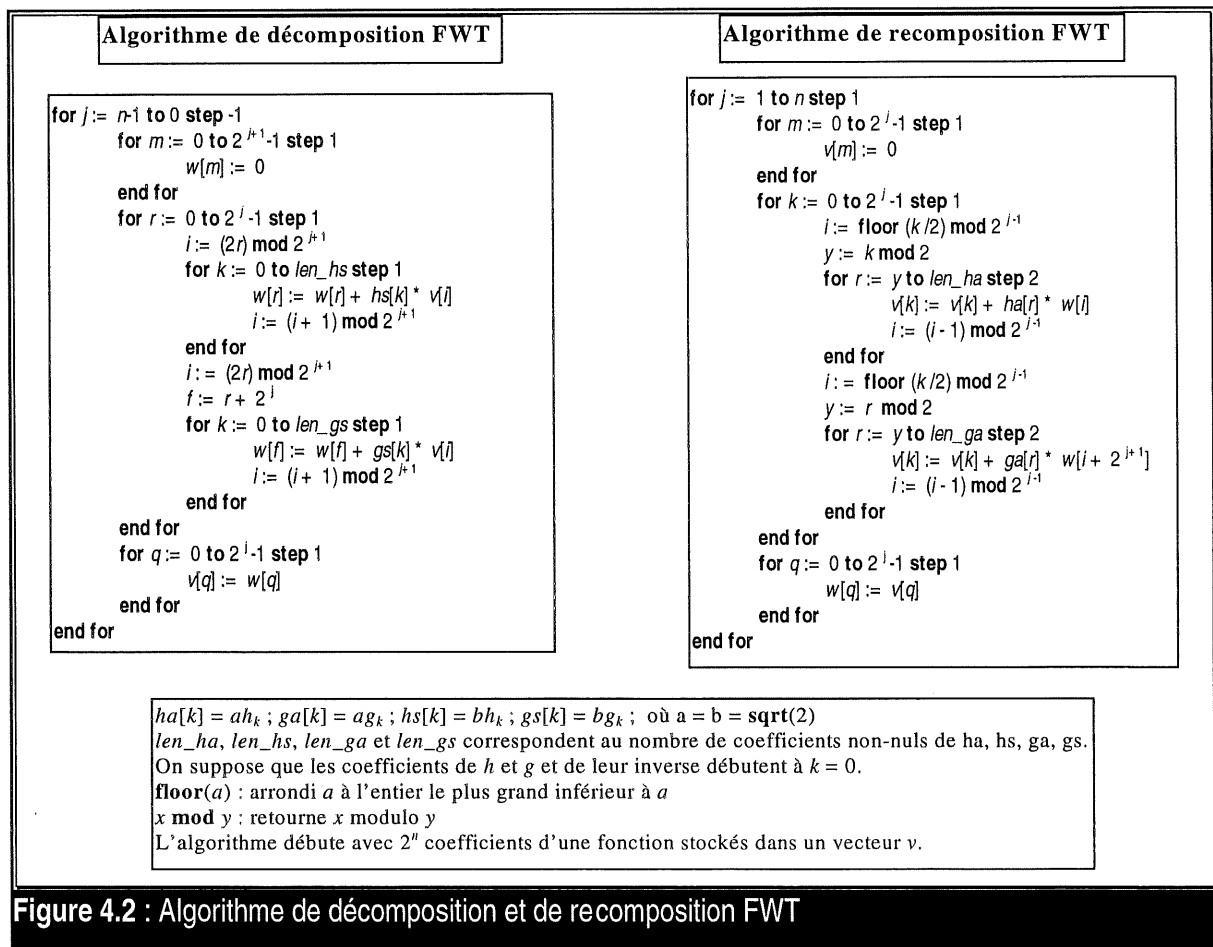 Algorithme de décomposition FWT
for j := n-1 to 0 step -1
for m := 0 to 2^{j+1}-1 step 1
w[m] := 0
end for
for r := 0 to 2^j -1 step 1
i := (2r) mod 2^{j+1}
for k := 0 to len_hs step 1
w[r] := w[r] + hs[k] * v[i]
i := (i + 1) mod 2^{j+1}
end for
i : = (2r) mod 2^{j+1}
f := r + 2^j
for k := 0 to len_gs step 1
w[f] := w[f] + gs[k] * v[i]
i := (i + 1) mod 2^{j+1}
end for
end for
for q := 0 to 2^j -1 step 1
v[q] := w[q]
end for
end for
Algorithme de recomposition FWT
for j := 1 to n step 1
for m := 0 to 2^j -1 step 1
v[m] := 0
end for
for k := 0 to 2^j -1 step 1
i := floor (k /2) mod 2^{j-1}
y := k mod 2
for r := y to len_ha step 2
v[k] := v[k] + ha[r] * w[i]
i := (i - 1) mod 2^{j-1}
end for
i : = floor (k /2) mod 2^{j-1}
y := r mod 2
for r := y to len_ga step 2
v[k] := v[k] + ga[r] * w[i + 2^{j+1}]
i := (i - 1) mod 2^{j-1}
end for
end for
for q := 0 to 2^j -1 step 1
w[q] := v[q]
end for
end for
ha[k] = ah_k ; ga[k] = ag_k ; hs[k] = bh_k ; gs[k] = bg_k ; où a = b = sqrt(2)
len_ha, len_hs, len_ga et len_gs correspondent au nombre de coefficients non-nuls de ha, hs, ga, gs.
On suppose que les coefficients de h et g et de leur inverse débutent à k = 0.
floor(a) : arrondi a à l'entier le plus grand inférieur à a
x mod y : retourne x modulo y
L'algorithme débute avec 2^n coefficients d'une fonction stockés dans un vecteur v.
Figure 4.2 : Algorithme de décomposition et de recomposition FWT